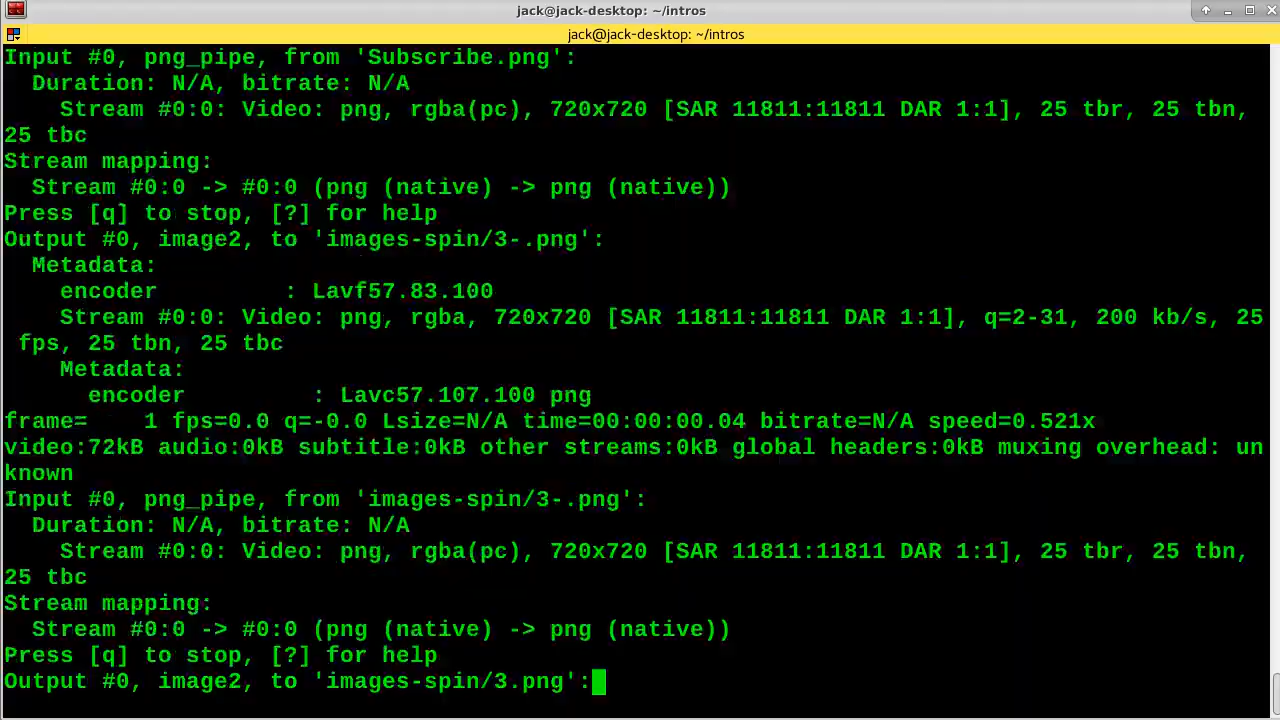 jack@jack-desktop: ~/intros
jack@jack-desktop: ~/intros
Input #0, png_pipe, from 'Subscribe.png':
  Duration: N/A, bitrate: N/A
    Stream #0:0: Video: png, rgba(pc), 720x720 [SAR 11811:11811 DAR 1:1], 25 tbr, 25 tbn,
25 tbc
Stream mapping:
  Stream #0:0 -> #0:0 (png (native) -> png (native))
Press [q] to stop, [?] for help
Output #0, image2, to 'images-spin/3-.png':
  Metadata:
    encoder         : Lavf57.83.100
    Stream #0:0: Video: png, rgba, 720x720 [SAR 11811:11811 DAR 1:1], q=2-31, 200 kb/s, 25
 fps, 25 tbn, 25 tbc
    Metadata:
      encoder         : Lavc57.107.100 png
frame=    1 fps=0.0 q=-0.0 Lsize=N/A time=00:00:00.04 bitrate=N/A speed=0.521x
video:72kB audio:0kB subtitle:0kB other streams:0kB global headers:0kB muxing overhead: un
known
Input #0, png_pipe, from 'images-spin/3-.png':
  Duration: N/A, bitrate: N/A
    Stream #0:0: Video: png, rgba(pc), 720x720 [SAR 11811:11811 DAR 1:1], 25 tbr, 25 tbn,
25 tbc
Stream mapping:
  Stream #0:0 -> #0:0 (png (native) -> png (native))
Press [q] to stop, [?] for help
Output #0, image2, to 'images-spin/3.png':